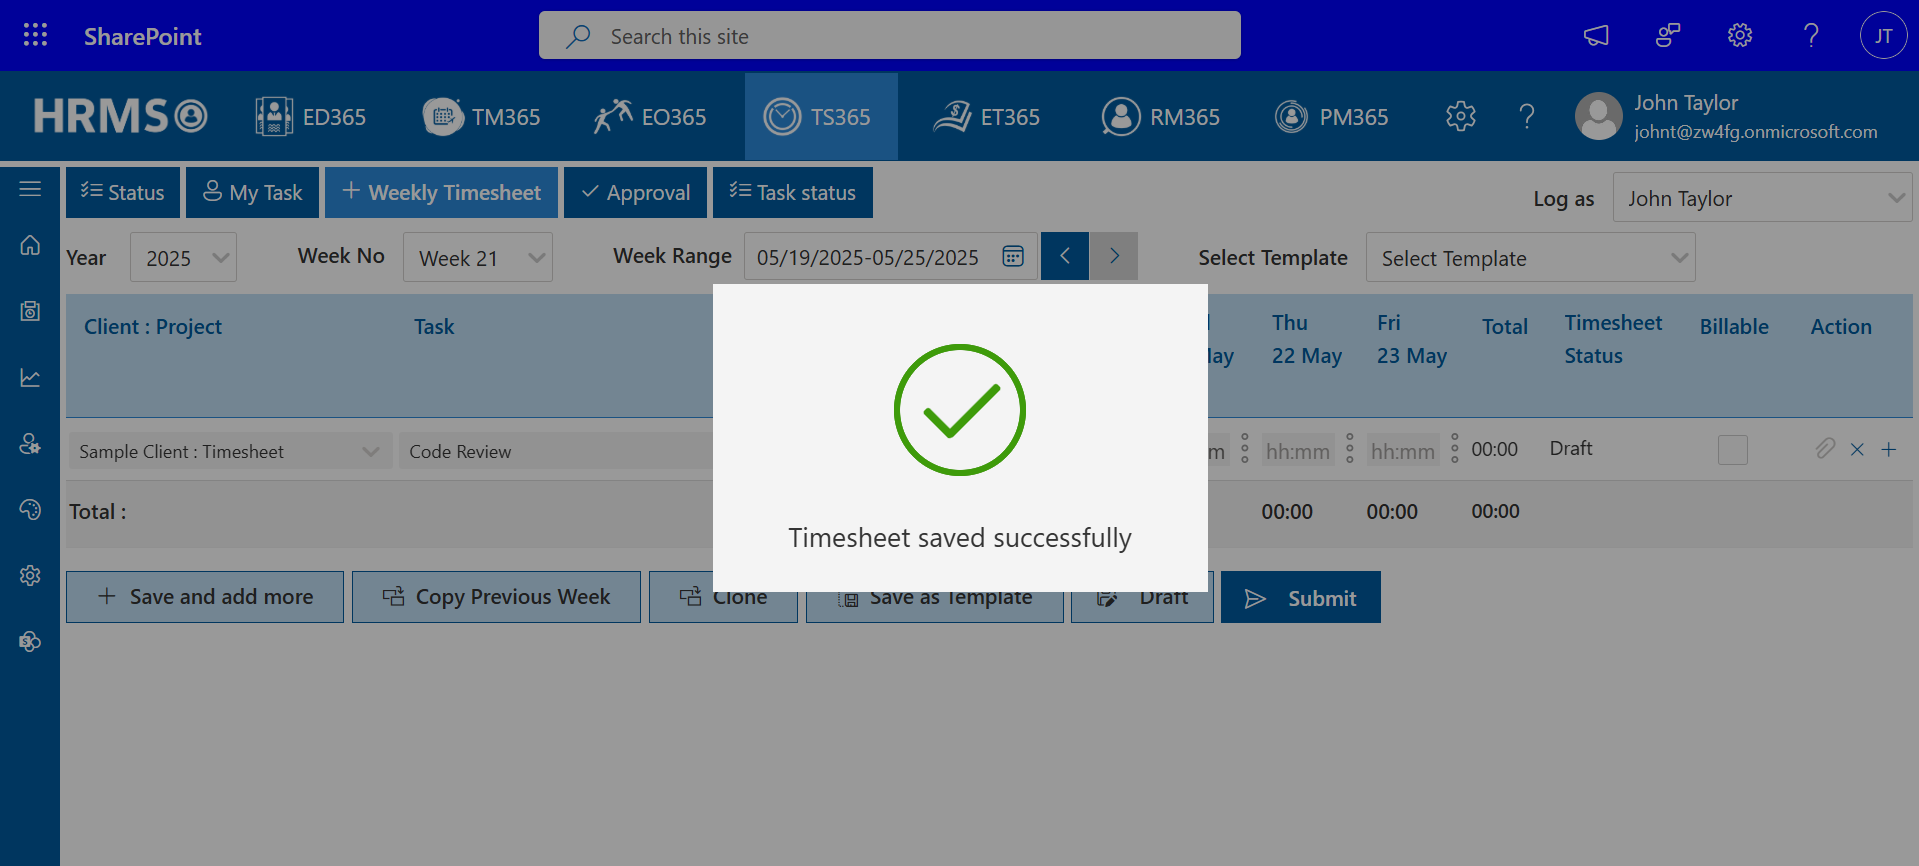 SharePoint
Search this site
JT
HRMS
ED365
TM365
EO365
TS365
ET365
RM365
PM365
John Taylor
johnt@zw4fg.onmicrosoft.com
Status
My Task
Weekly Timesheet
Approval
Task status
Log as
John Taylor
Year
2025
Week No
Week 21
Week Range
05/19/2025-05/25/2025
Select Template
Select Template
Client : Project
Task
Thu
22 May
Fri
23 May
Total
Timesheet
Status
Billable
Action
Sample Client : Timesheet
Code Review
hh:mm
hh:mm
00:00
Draft
Total :
00:00
00:00
00:00
Timesheet saved successfully
Save and add more
Copy Previous Week
Clone
Save as Template
Draft
Submit